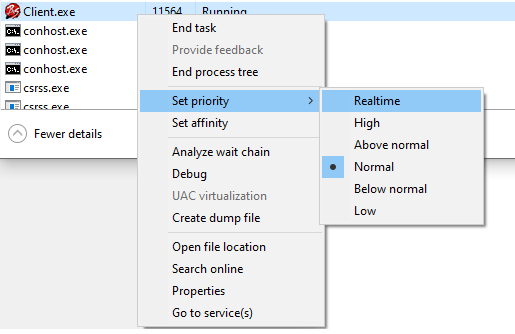 Client.exe 11564 Running
conhost.exe
conhost.exe
conhost.exe
csrss.exe
csrss.exe
Fewer details
End task
Provide feedback
End process tree
Set priority
Set affinity
Analyze wait chain
Debug
UAC virtualization
Create dump file
Open file location
Search online
Properties
Go to service(s)
Realtime
High
Above normal
Normal
Below normal
Low